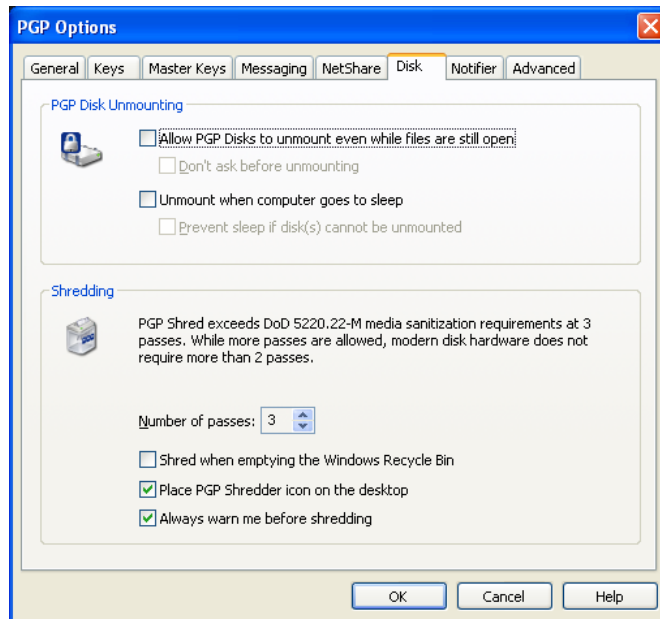 PGP Options
General Keys Master Keys Messaging NetShare Disk Notifier Advanced
PGP Disk Unmounting
Allow PGP Disks to unmount even while files are still open
Don't ask before unmounting
Unmount when computer goes to sleep
Prevent sleep if disk(s) cannot be unmounted
Shredding
PGP Shred exceeds DoD 5220.22-M media sanitization requirements at 3
passes. While more passes are allowed, modern disk hardware does not
require more than 2 passes.
Number of passes: 3
Shred when emptying the Windows Recycle Bin
Place PGP Shredder icon on the desktop
Always warn me before shredding
OK Cancel Help